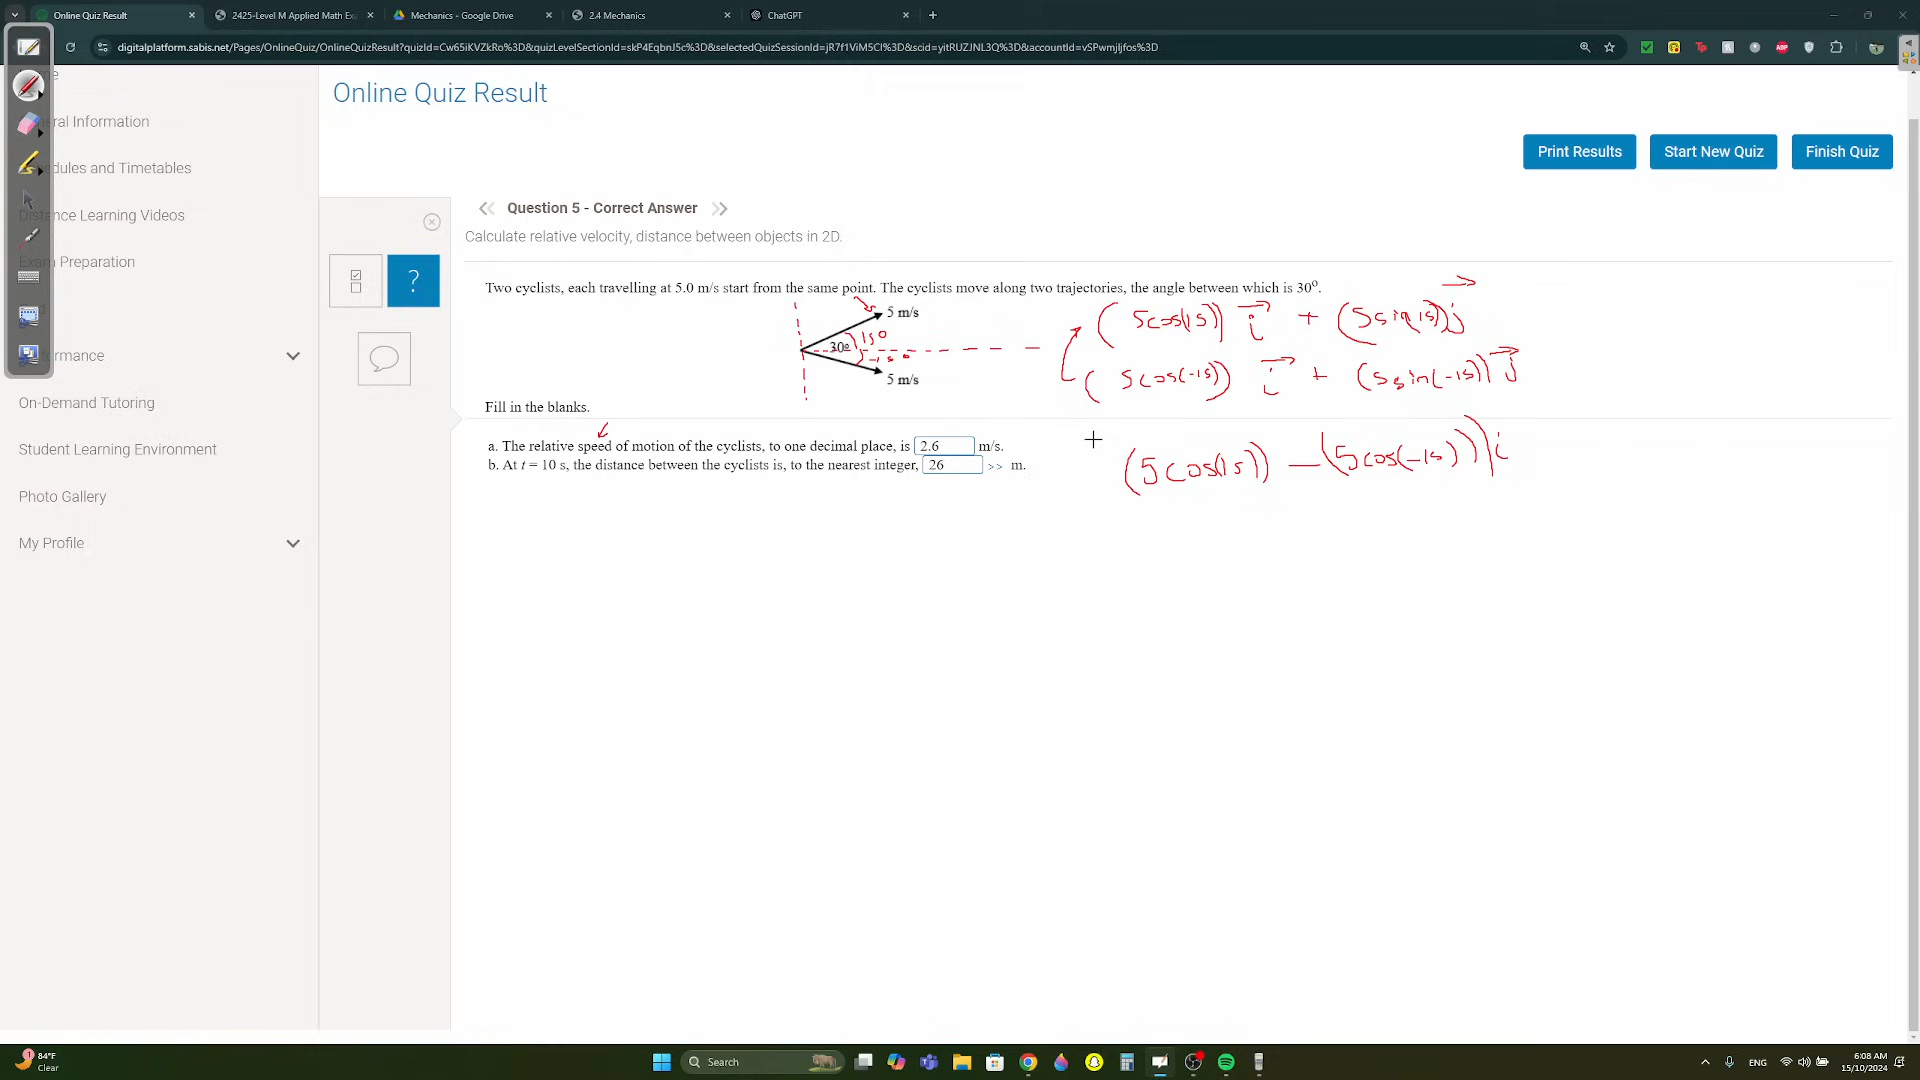 Online Quiz Result
2425-Level M Applied Math Ex
Mechanics - Google Drive
2.4 Mechanics
ChatGPT
digitalplatform.sabis.net/Pages/OnlineQuiz/OnlineQuizResult?quizId=Cw65iKVZkRo%3D&quizLevelSectionId=skP4EqbnJ5c%3D&selectedQuizSessionId=jR7f1ViM5CI%3D&scid=yitRUZJNL3Q%3D&accountId=vSPwmjljfos%3D
Online Quiz Result
eral Information
edules and Timetables
Distance Learning Videos
Exam Preparation
ormance
On-Demand Tutoring
Student Learning Environment
Photo Gallery
My Profile
Print Results
Start New Quiz
Finish Quiz
Question 5 - Correct Answer
Calculate relative velocity, distance between objects in 2D.
?
Two cyclists, each travelling at 5.0 m/s start from the same point. The cyclists move along two trajectories, the angle between which is 30°.
5 m/s
30°
15°
-15°
5 m/s
(5cos(15)) i + (5sin(15)) j
(5cos(-15)) i + (5sin(-15)) j
Fill in the blanks.
a. The relative speed of motion of the cyclists, to one decimal place, is 2.6 m/s.
b. At t = 10 s, the distance between the cyclists is, to the nearest integer, 26 >> m.
(5cos(15)) - (5cos(-15))) i
84°F
Clear
Search
ENG
6:08 AM
15/10/2024